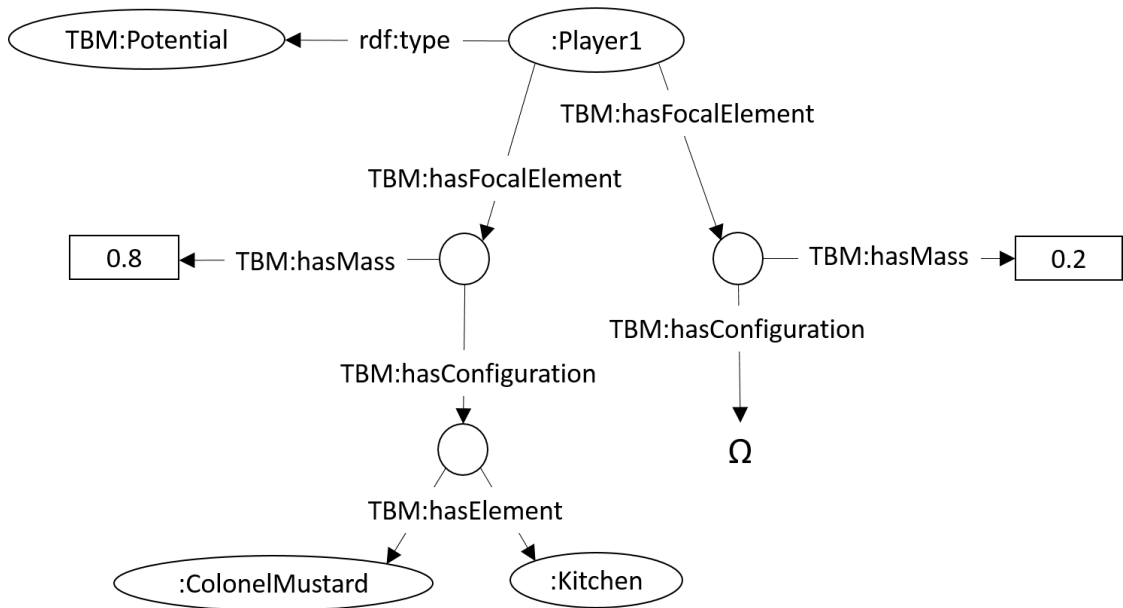 TBM:Potential
rdf:type
:Player1
TBM:hasFocalElement
TBM:hasFocalElement
0.8
TBM:hasMass
TBM:hasMass
0.2
TBM:hasConfiguration
TBM:hasConfiguration
Ω
TBM:hasElement
:ColonelMustard
:Kitchen